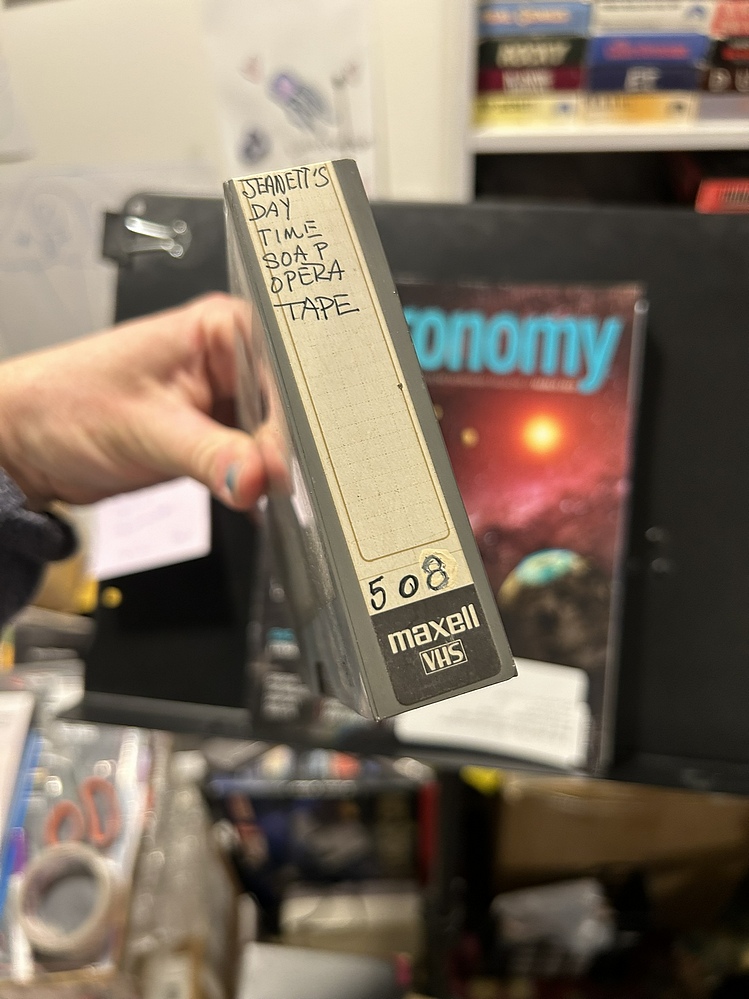 JEANETT'S
DAY
TIME
SOAP
OPERA
TAPE
508
maxell
VHS
ronomy